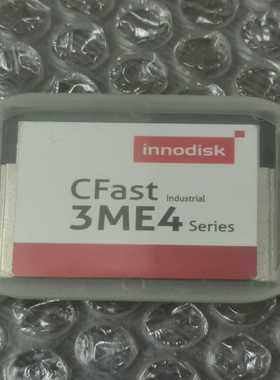 innodisk
CFast Industrial
3ME4 Series